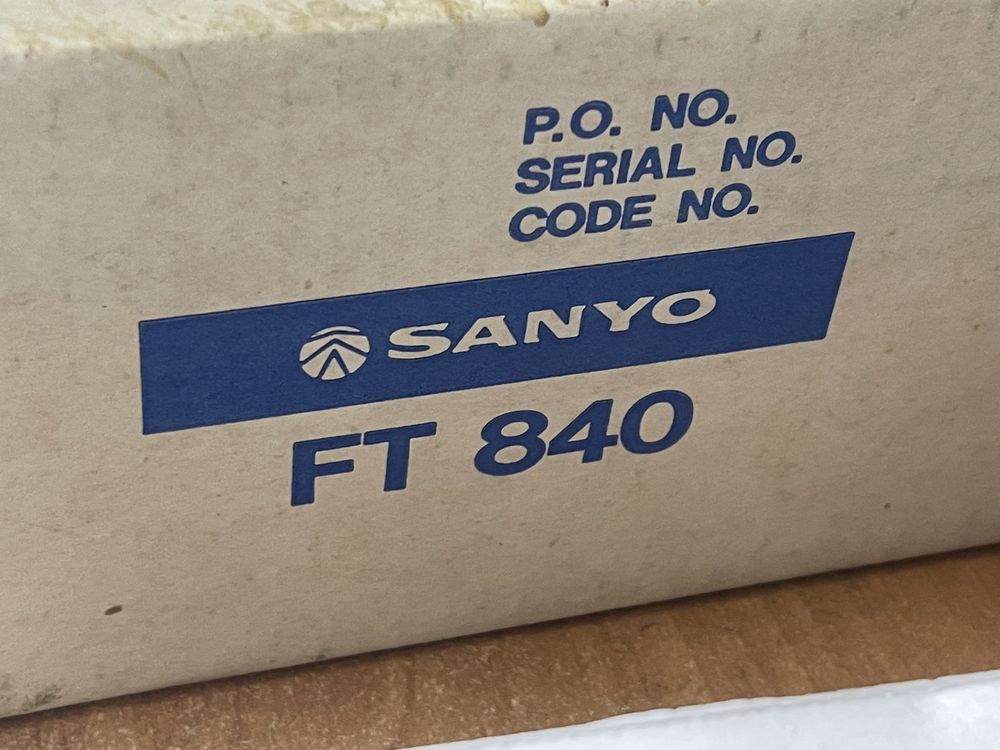 P.O. NO.
SERIAL NO.
CODE NO.
SANYO
FT 840